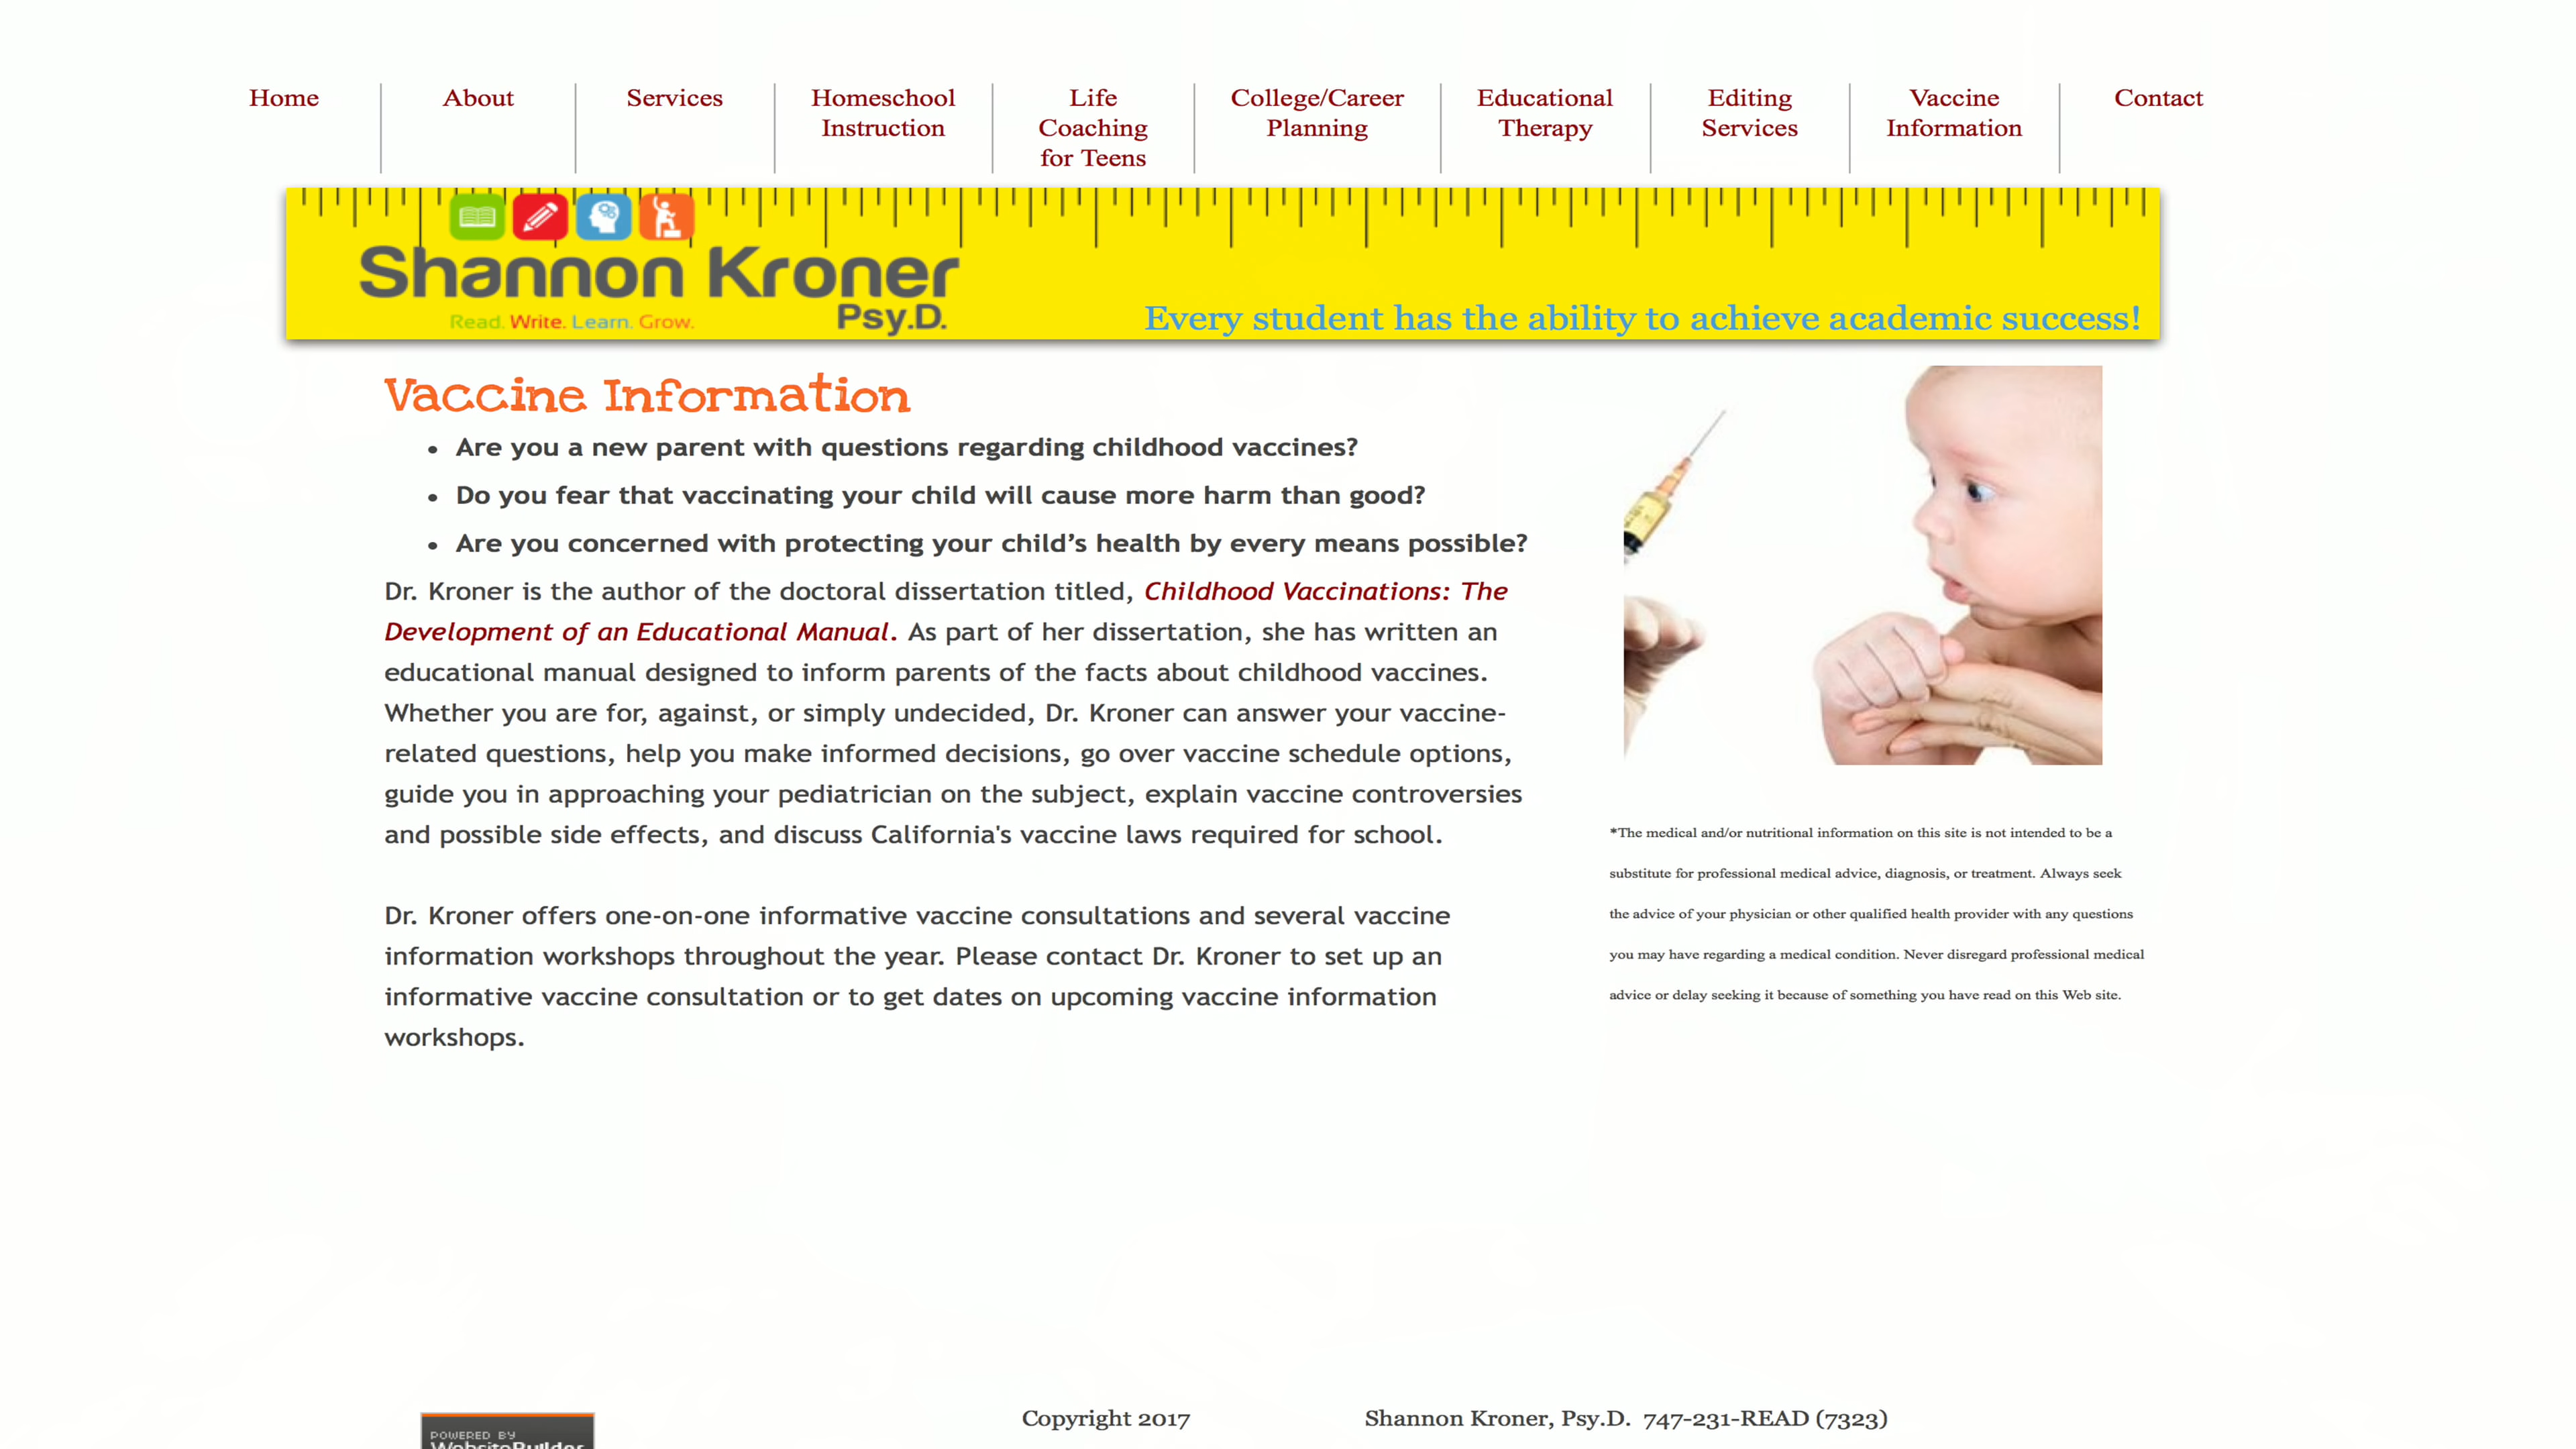 Home
About
Services
Homeschool
Instruction
Life
Coaching
for Teens
College/Career
Planning
Educational
Therapy
Editing
Services
Vaccine
Information
Contact
Shannon Kroner
Psy.D.
Read. Write. Learn. Grow.
Every student has the ability to achieve academic success!
Vaccine Information
• Are you a new parent with questions regarding childhood vaccines?
• Do you fear that vaccinating your child will cause more harm than good?
• Are you concerned with protecting your child’s health by every means possible?
Dr. Kroner is the author of the doctoral dissertation titled, Childhood Vaccinations: The
Development of an Educational Manual. As part of her dissertation, she has written an
educational manual designed to inform parents of the facts about childhood vaccines.
Whether you are for, against, or simply undecided, Dr. Kroner can answer your vaccine-
related questions, help you make informed decisions, go over vaccine schedule options,
guide you in approaching your pediatrician on the subject, explain vaccine controversies
and possible side effects, and discuss California's vaccine laws required for school.
Dr. Kroner offers one-on-one informative vaccine consultations and several vaccine
information workshops throughout the year. Please contact Dr. Kroner to set up an
informative vaccine consultation or to get dates on upcoming vaccine information
workshops.
*The medical and/or nutritional information on this site is not intended to be a
substitute for professional medical advice, diagnosis, or treatment. Always seek
the advice of your physician or other qualified health provider with any questions
you may have regarding a medical condition. Never disregard professional medical
advice or delay seeking it because of something you have read on this Web site.
POWERED BY
WebsiteBuilder
Copyright 2017
Shannon Kroner, Psy.D. 747-231-READ (7323)